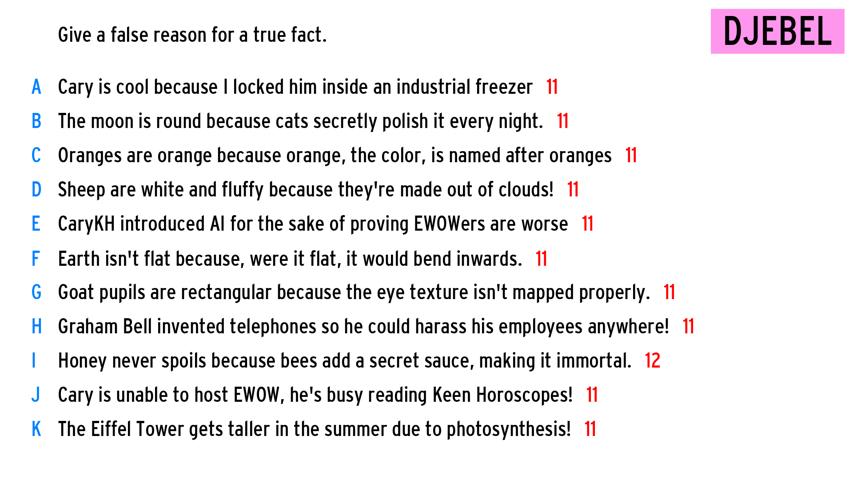 Give a false reason for a true fact.
DJEBEL
A Cary is cool because I locked him inside an industrial freezer 11
B The moon is round because cats secretly polish it every night. 11
C Oranges are orange because orange, the color, is named after oranges 11
D Sheep are white and fluffy because they're made out of clouds! 11
E CaryKH introduced AI for the sake of proving EWOWers are worse 11
F Earth isn't flat because, were it flat, it would bend inwards. 11
G Goat pupils are rectangular because the eye texture isn't mapped properly. 11
H Graham Bell invented telephones so he could harass his employees anywhere! 11
I Honey never spoils because bees add a secret sauce, making it immortal. 12
J Cary is unable to host EWOW, he's busy reading Keen Horoscopes! 11
K The Eiffel Tower gets taller in the summer due to photosynthesis! 11